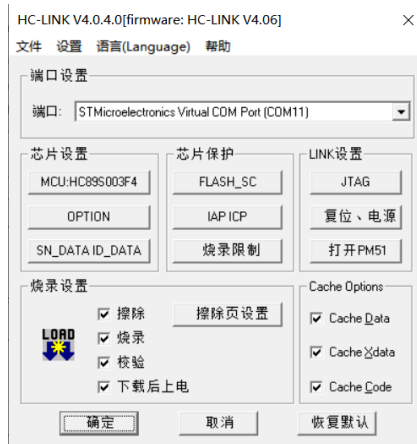 HC-LINK V4.0.4.0[firmware: HC-LINK V4.06]
文件 设置 语言(Language) 帮助
端口设置
端口: STMicroelectronics Virtual COM Port (COM11)
芯片设置 芯片保护 LINK设置
MCU:HC89S003F4 FLASH_SC JTAG
OPTION IAP ICP 复位、电源
SN_DATA ID_DATA 烧录限制 打开PM51
烧录设置 Cache Options
擦除 擦除页设置
Cache Data
LOAD
烧录
Cache Xdata
校验
下载后上电 Cache Code
确定 取消 恢复默认